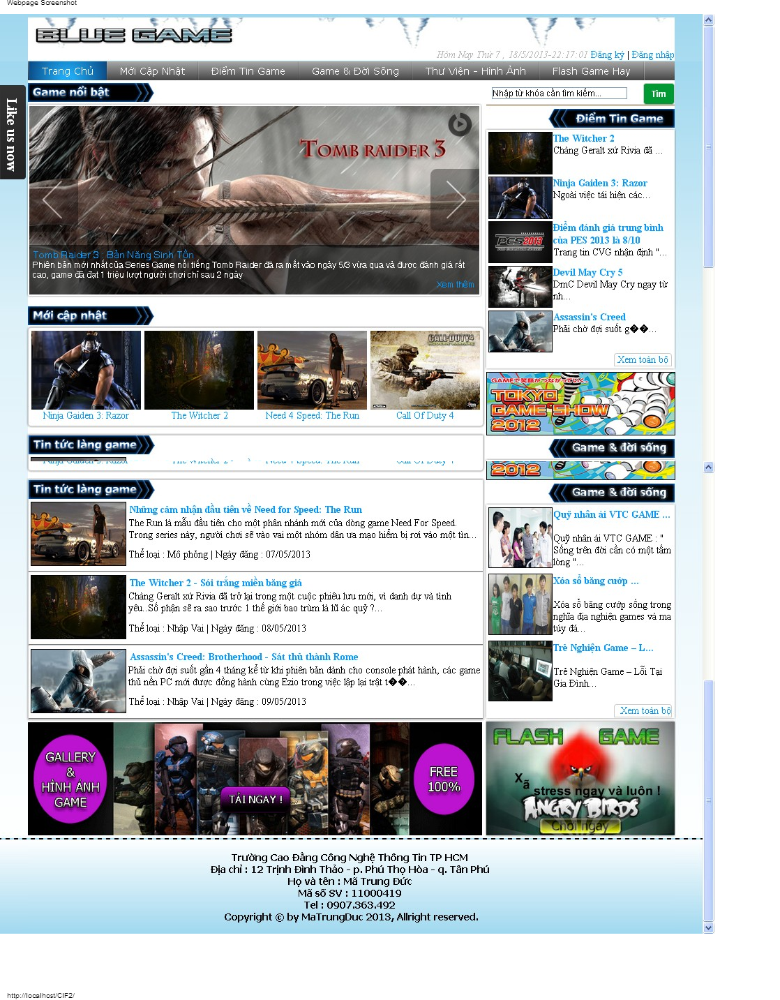 Webpage Screenshot
BLUE GAME
Hôm Nay Thứ 7 , 18/5/2013-22:17:01 Đăng ký | Đăng nhập
Trang Chủ
Mới Cập Nhật
Điểm Tin Game
Game & Đời Sống
Thư Viện - Hình Ảnh
Flash Game Hay
Like us now
Game nổi bật
Nhập từ khóa cần tìm kiếm...
Tìm
TOMB RAIDER 3
Tomb Raider 3 : Bản Năng Sinh Tồn
Phiên bản mới nhất của Series Game nổi tiếng Tomb Raider đã ra mắt vào ngày 5/3 vừa qua và được đánh giá rất
cao, game đã đạt 1 triệu lượt người chơi chỉ sau 2 ngày
Xem thêm
Điểm Tin Game
The Witcher 2
Chàng Geralt xứ Rivia đã ...
Ninja Gaiden 3: Razor
Ngoài việc tái hiện các...
PES2013
Điểm đánh giá trung bình
của PES 2013 là 8/10
Trang tin CVG nhận định "...
Devil May Cry 5
DmC Devil May Cry ngay từ
nh...
Assassin's Creed
Phải chờ đợi suốt g��...
Xem toàn bộ
Mới cập nhật
CALL OF DUTY 4
MODERN WARFARE
Ninja Gaiden 3: Razor
The Witcher 2
Need 4 Speed: The Run
Call Of Duty 4
GAMEで笑顔がつながっていく。
TOKYO
GAME SHOW
2012
Tin tức làng game
Game & đời sống
Ninja Gaiden 3: Razor
The Witcher 2
Need 4 Speed: The Run
Call Of Duty 4
2012
Tin tức làng game
Những cảm nhận đầu tiên về Need for Speed: The Run
The Run là mẫu đầu tiên cho một phân nhánh mới của dòng game Need For Speed.
Trong series này, người chơi sẽ vào vai một nhóm dân ưa mạo hiểm bị rơi vào một tìn...
Thể loại : Mô phỏng | Ngày đăng : 07/05/2013
The Witcher 2 - Sói trắng miền băng giá
Chàng Geralt xứ Rivia đã trở lại trong một cuộc phiêu lưu mới, vì danh dự và tình
yêu..Số phận sẽ ra sao trước 1 thế giới bao trùm là lũ ác quỷ ?...
Thể loại : Nhập Vai | Ngày đăng : 08/05/2013
Assassin's Creed: Brotherhood - Sát thủ thành Rome
Phải chờ đợi suốt gần 4 tháng kể từ khi phiên bản dành cho console phát hành, các game
thủ nền PC mới được đồng hành cùng Ezio trong việc lập lại trật t��...
Thể loại : Nhập Vai | Ngày đăng : 09/05/2013
Game & đời sống
Quỹ nhân ái VTC GAME ...
Quỹ nhân ái VTC GAME : "
Sống trên đời cần có một tấm
lòng "...
Xóa sổ băng cướp ...
Xóa sổ băng cướp sống trong
nghĩa địa nghiện games và ma
túy đá...
Trẻ Nghiện Game – L...
Trẻ Nghiện Game – Lỗi Tại
Gia Đình...
Xem toàn bộ
GALLERY
&
HÌNH ẢNH
GAME
TẢI NGAY !
FREE
100%
FLASH GAME
Xã stress ngay và luôn !
ANGRY BIRDS
Chơi ngay
Trường Cao Đẳng Công Nghệ Thông Tin TP HCM
Địa chỉ : 12 Trịnh Đình Thảo - p. Phú Thọ Hòa - q. Tân Phú
Họ và tên : Mã Trung Đức
Mã số SV : 11000419
Tel : 0907.363.492
Copyright © by MaTrungDuc 2013, Allright reserved.
http://localhost/CIF2/